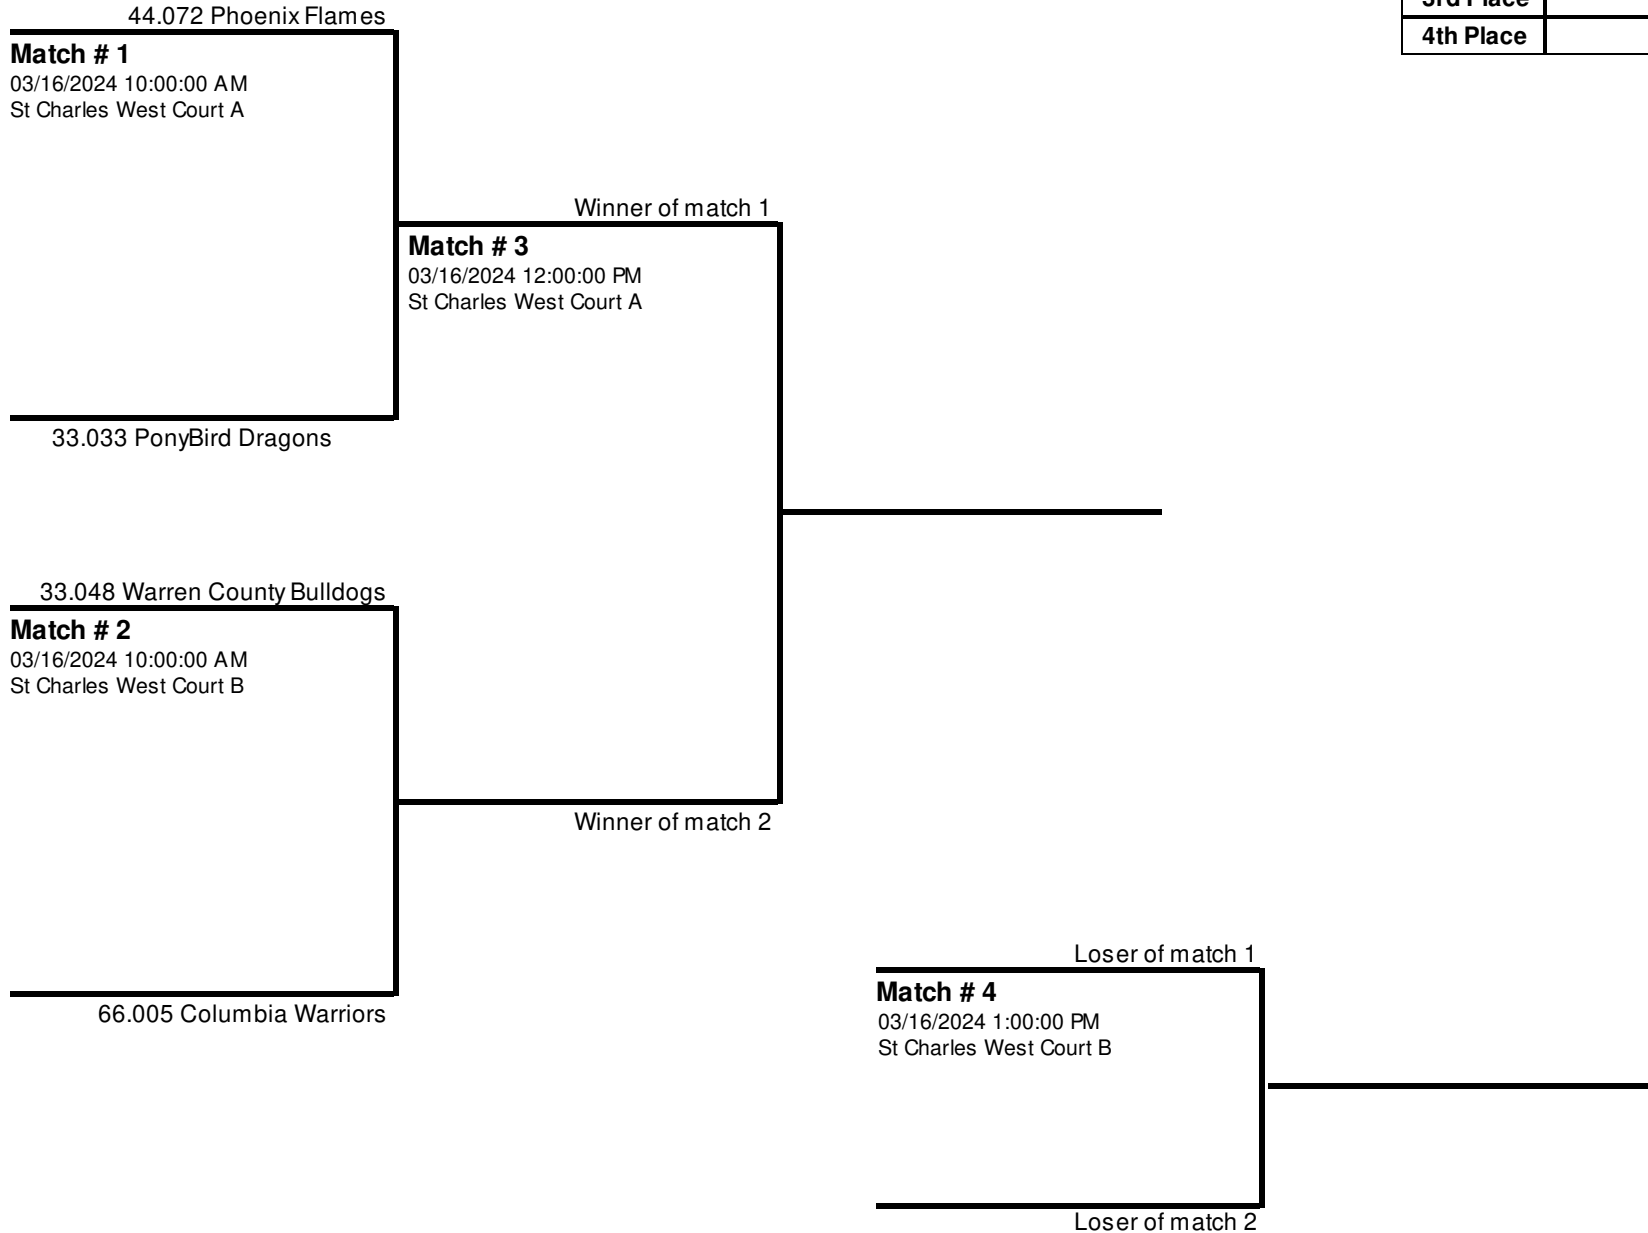 44.072 Phoenix Flames
3rd Place
4th Place
Match # 1
03/16/2024 10:00:00 AM
St Charles West Court A
Winner of match 1
Match # 3
03/16/2024 12:00:00 PM
St Charles West Court A
33.033 PonyBird Dragons
33.048 Warren County Bulldogs
Match # 2
03/16/2024 10:00:00 AM
St Charles West Court B
Winner of match 2
66.005 Columbia Warriors
Loser of match 1
Match # 4
03/16/2024 1:00:00 PM
St Charles West Court B
Loser of match 2